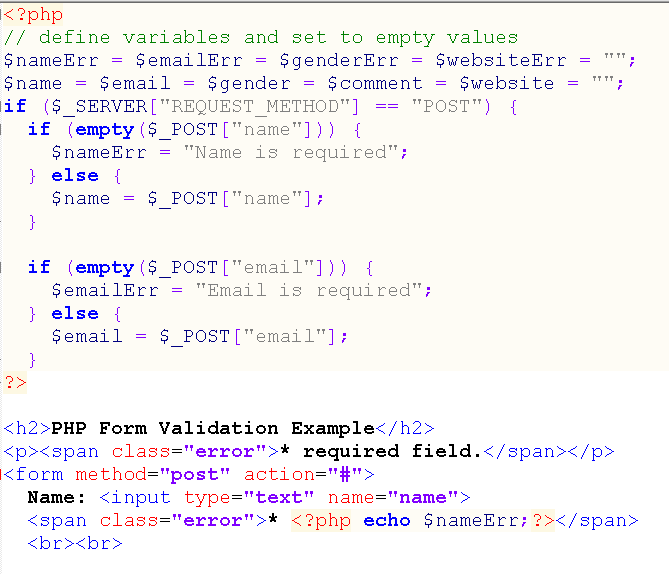 <?php
// define variables and set to empty values
$nameErr = $emailErr = $genderErr = $websiteErr = "";
$name = $email = $gender = $comment = $website = "";
if ($_SERVER["REQUEST_METHOD"] == "POST") {
  if (empty($_POST["name"])) {
    $nameErr = "Name is required";
  } else {
    $name = $_POST["name"];
  }

  if (empty($_POST["email"])) {
    $emailErr = "Email is required";
  } else {
    $email = $_POST["email"];
  }
?>

<h2>PHP Form Validation Example</h2>
<p><span class="error">* required field.</span></p>
<form method="post" action="#">
  Name: <input type="text" name="name">
  <span class="error">* <?php echo $nameErr;?></span>
  <br><br>